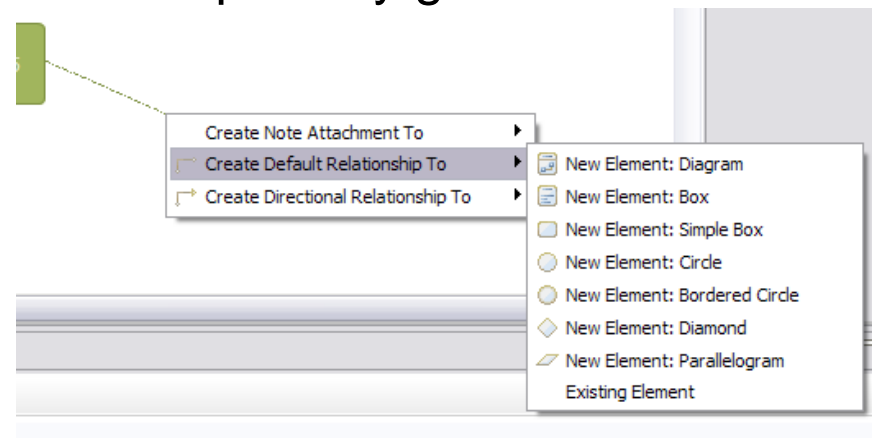 Create Note Attachment To
Create Default Relationship To
Create Directional Relationship To
New Element: Diagram
New Element: Box
New Element: Simple Box
New Element: Circle
New Element: Bordered Circle
New Element: Diamond
New Element: Parallelogram
Existing Element